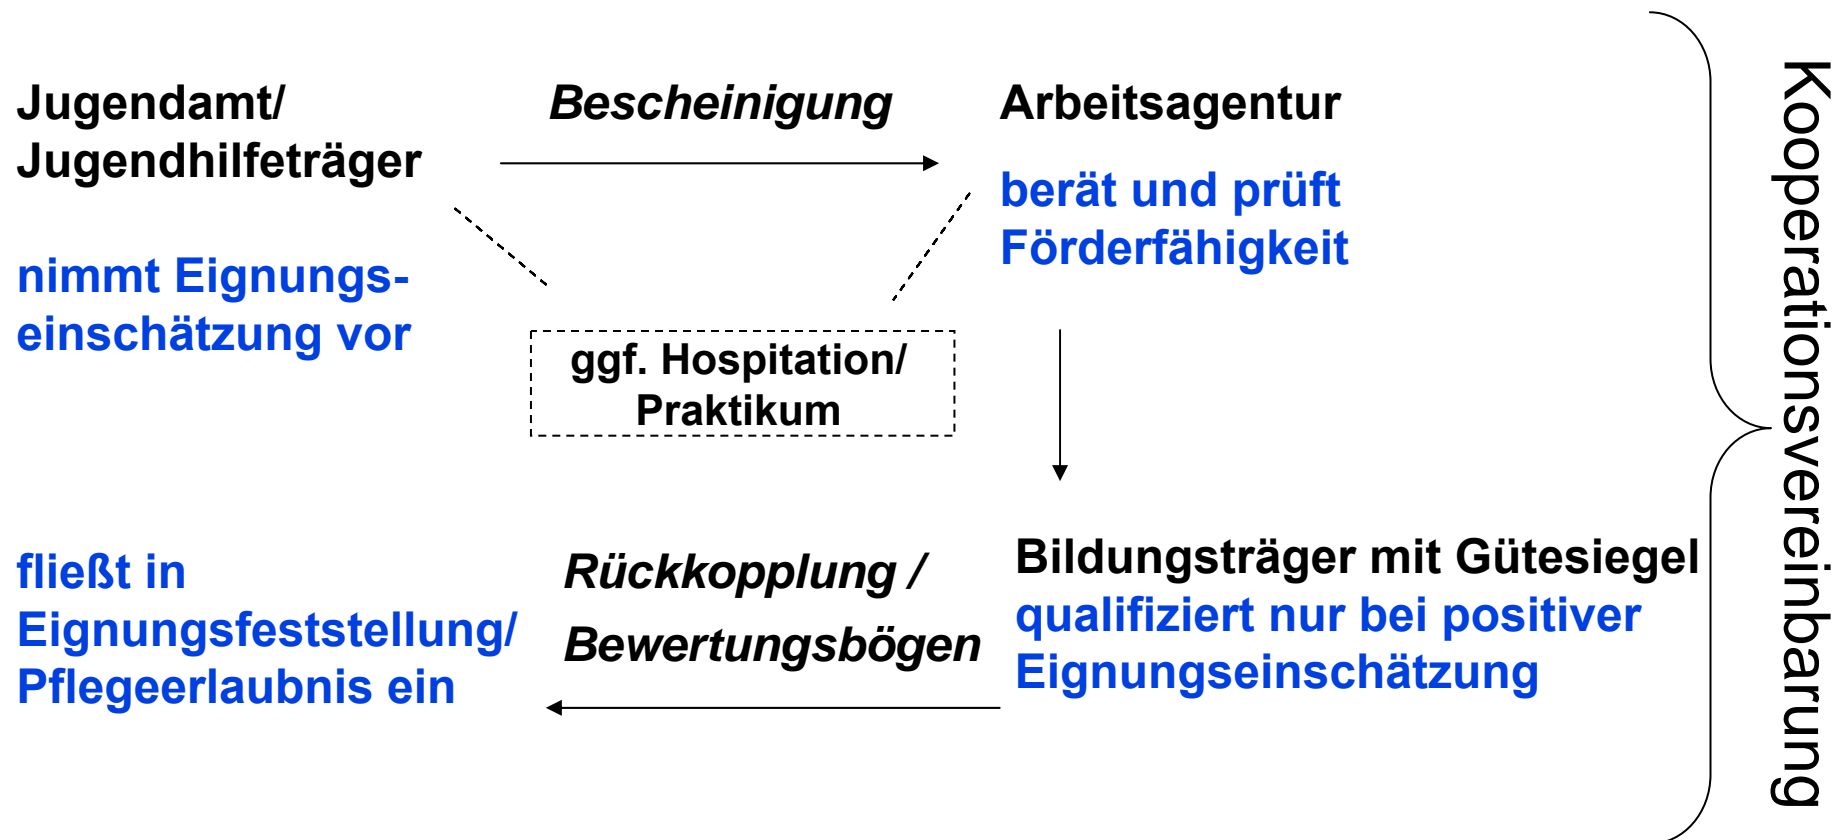 Jugendamt/
Jugendhilfeträger
nimmt Eignungs-
einschätzung vor
Bescheinigung
Arbeitsagentur
berät und prüft
Förderfähigkeit
ggf. Hospitation/
Praktikum
Bildungsträger mit Gütesiegel
qualifiziert nur bei positiver
Eignungseinschätzung
Rückkopplung /
Bewertungsbögen
fließt in
Eignungsfeststellung/
Pflegeerlaubnis ein
Kooperationsvereinbarung